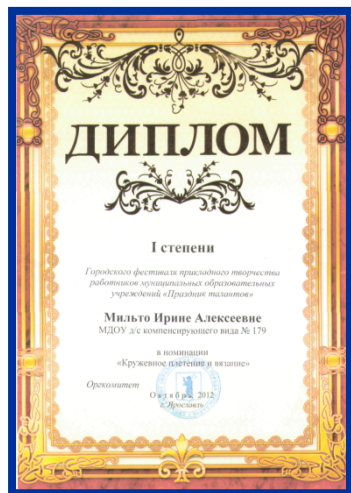 ДИПЛОМ
I степени
Городского фестиваля прикладного творчества
работников муниципальных образовательных
учреждений «Праздник талантов»
Мильто Ирине Алексеевне
МДОУ д/с компенсирующего вида № 179
в номинации
«Кружевное плетение и вязание»
Оргкомитет
Октябрь 2012
г. Ярославль